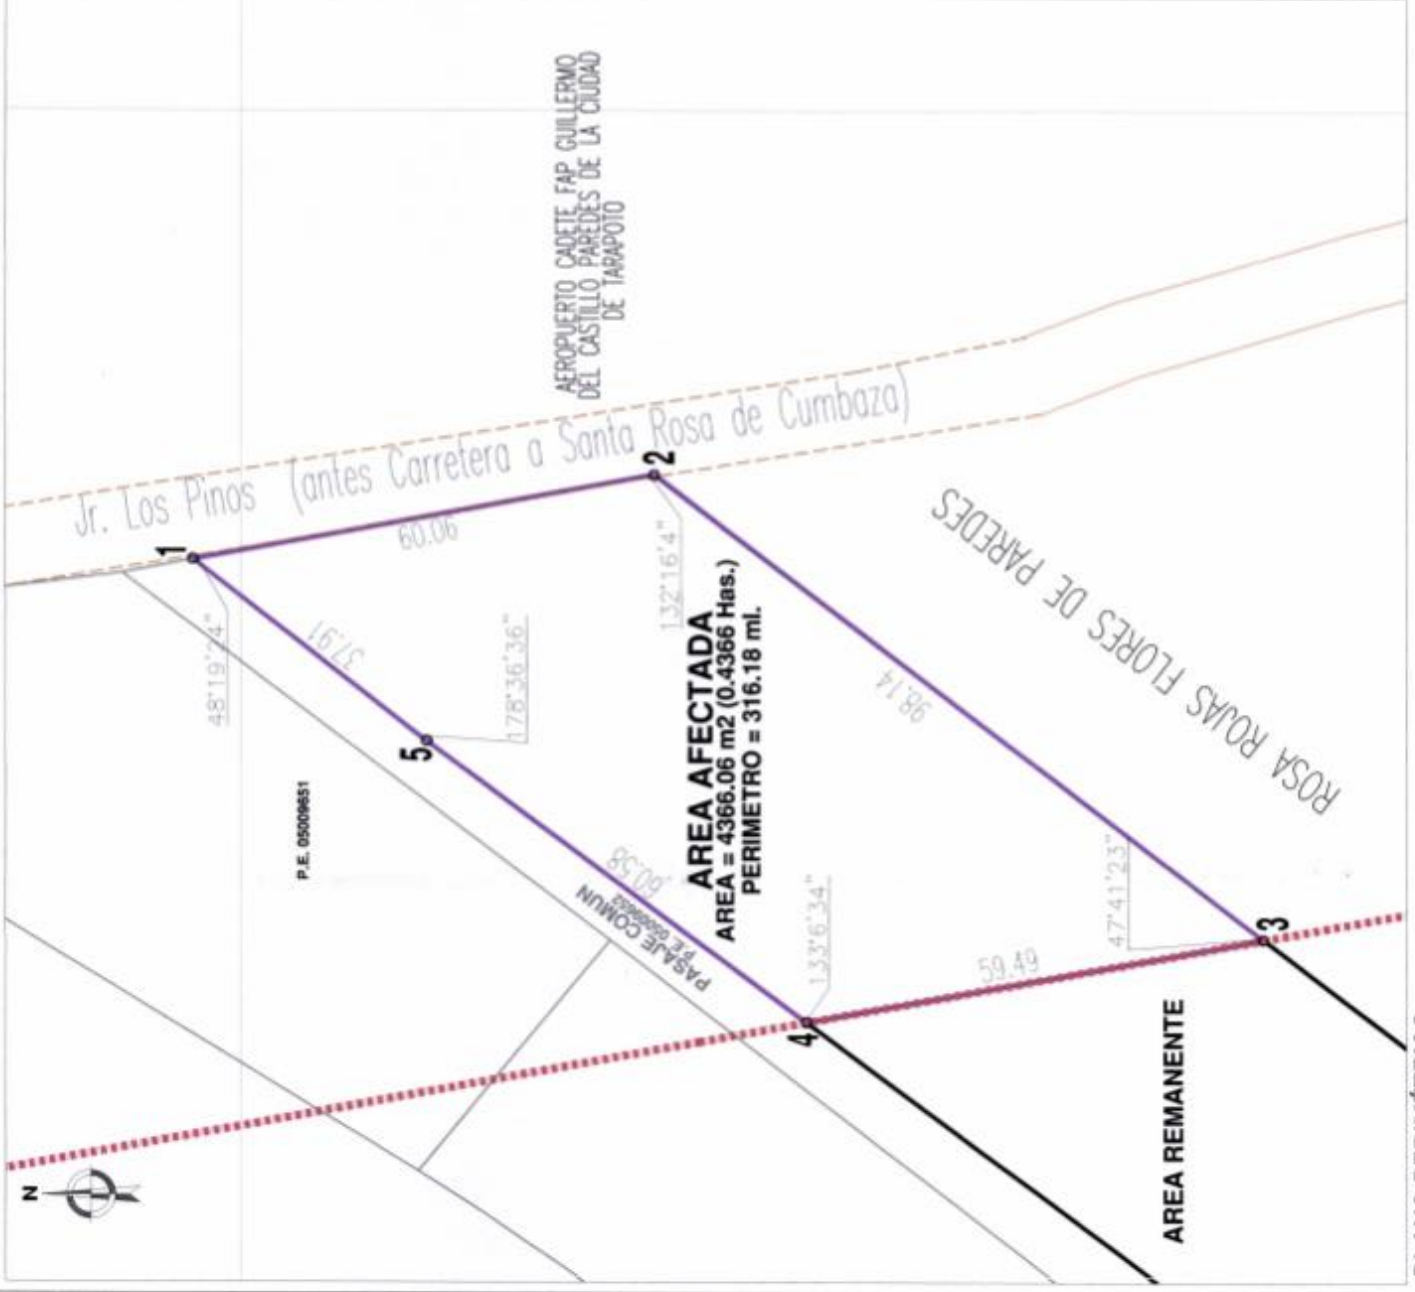 AEROPUERTO CADETE FAP GUILLERMO
DEL CASTILLO PAREDES DE LA CIUDAD
DE TARAPOTO
Jr. Los Pinos (antes Carretera a Santa Rosa de Cumbaza)
1
2
60.06
48°19'24"
37.91
132°16'4"
178°36'36"
5
P.E. 05009651
AREA AFECTADA
AREA = 4366.06 m2 (0.4366 Has.)
PERIMETRO = 316.18 ml.
98.14
ROSA ROJAS FLORES DE PAREDES
60.58
PASAJE COMUN
P.E. 05009652
133°6'34"
47°41'23"
59.49
3
4
AREA REMANENTE
N